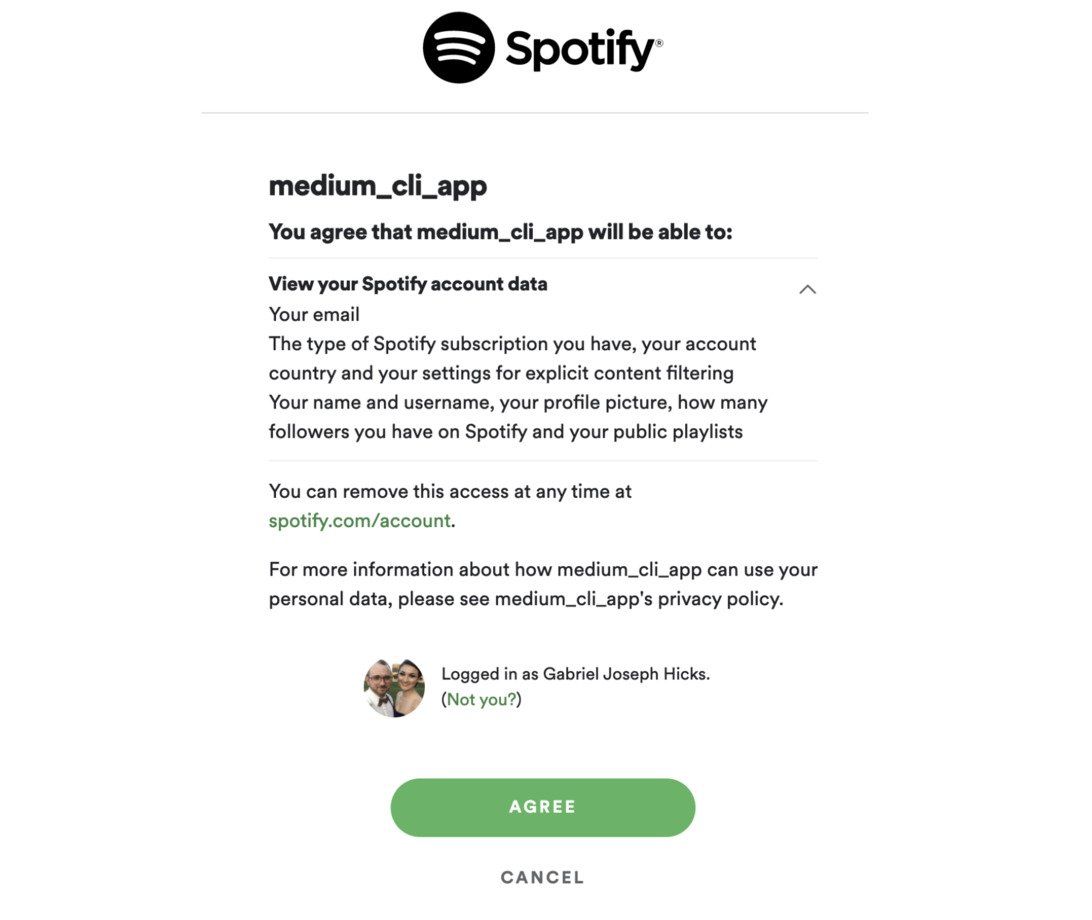 Spotify®
medium_cli_app
You agree that medium_cli_app will be able to:
View your Spotify account data
Your email
The type of Spotify subscription you have, your account
country and your settings for explicit content filtering
Your name and username, your profile picture, how many
followers you have on Spotify and your public playlists
You can remove this access at any time at
spotify.com/account.
For more information about how medium_cli_app can use your
personal data, please see medium_cli_app's privacy policy.
Logged in as Gabriel Joseph Hicks.
(Not you?)
AGREE
CANCEL